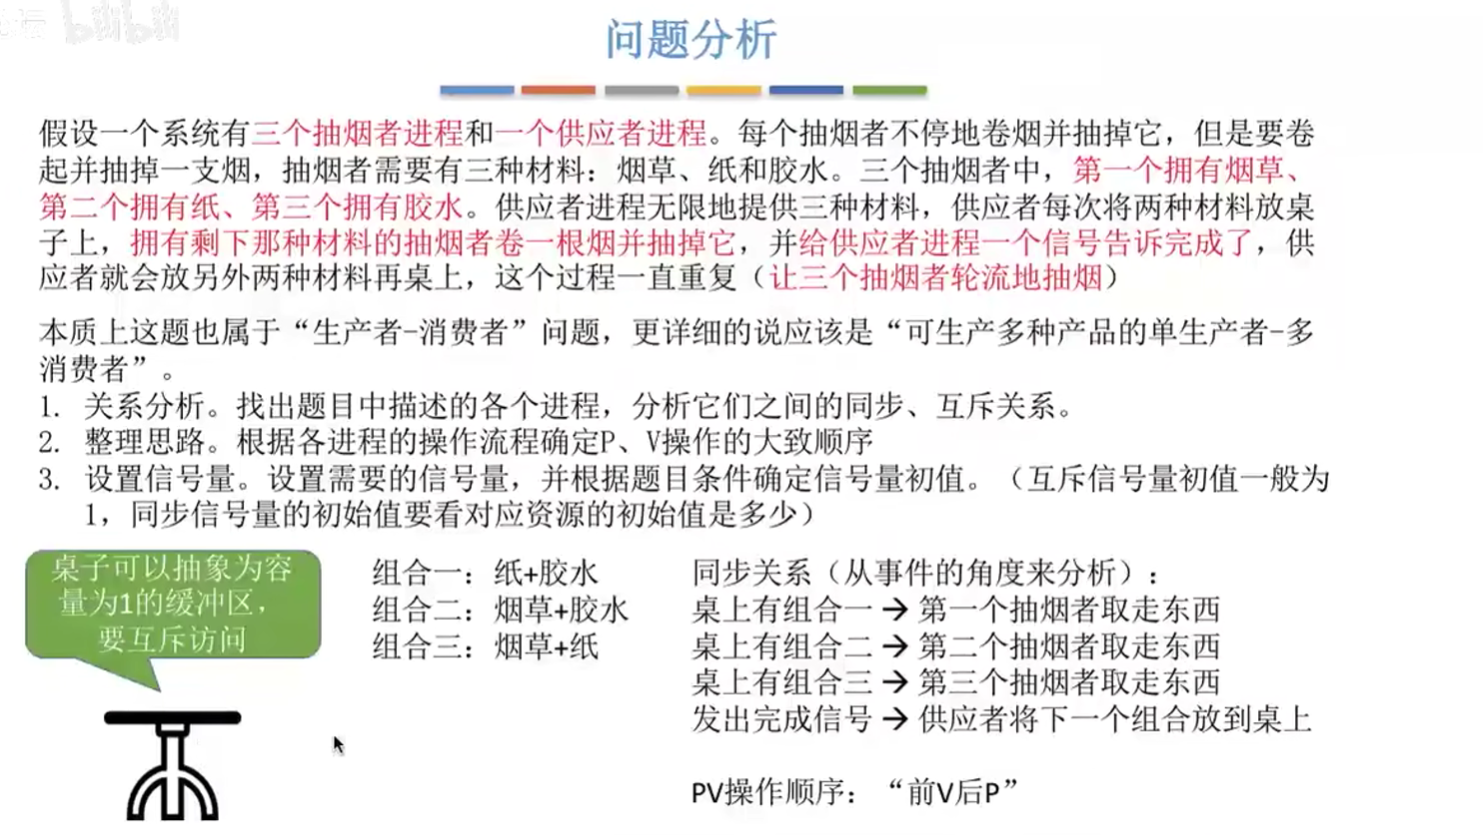 bilibili
问题分析
假设一个系统有三个抽烟者进程和一个供应者进程。每个抽烟者不停地卷烟并抽掉它，但是要卷
起并抽掉一支烟，抽烟者需要有三种材料：烟草、纸和胶水。三个抽烟者中，第一个拥有烟草、
第二个拥有纸、第三个拥有胶水。供应者进程无限地提供三种材料，供应者每次将两种材料放桌
子上，拥有剩下那种材料的抽烟者卷一根烟并抽掉它，并给供应者进程一个信号告诉完成了，供
应者就会放另外两种材料再桌上，这个过程一直重复（让三个抽烟者轮流地抽烟）
本质上这题也属于“生产者-消费者”问题，更详细的说应该是“可生产多种产品的单生产者-多
消费者”。
1. 关系分析。找出题目中描述的各个进程，分析它们之间的同步、互斥关系。
2. 整理思路。根据各进程的操作流程确定P、V操作的大致顺序
3. 设置信号量。设置需要的信号量，并根据题目条件确定信号量初值。（互斥信号量初值一般为
1，同步信号量的初始值要看对应资源的初始值是多少）
桌子可以抽象为容
量为1的缓冲区，
要互斥访问
组合一：纸+胶水
组合二：烟草+胶水
组合三：烟草+纸
同步关系（从事件的角度来分析）：
桌上有组合一 → 第一个抽烟者取走东西
桌上有组合二 → 第二个抽烟者取走东西
桌上有组合三 → 第三个抽烟者取走东西
发出完成信号 → 供应者将下一个组合放到桌上
PV操作顺序：“前V后P”